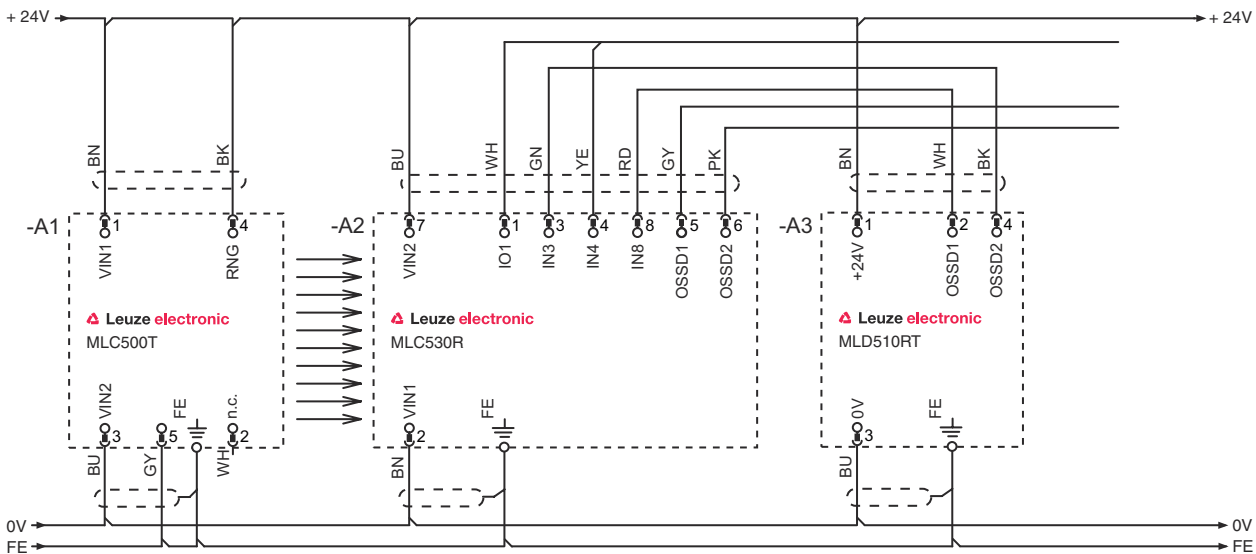 + 24V
+ 24V
BN
BK
BU
WH
GN
YE
RD
GY
PK
BN
WH
BK
-A1
1
4
-A2
7
1
3
4
8
5
6
-A3
1
2
4
VIN1
RNG
VIN2
IO1
IN3
IN4
IN8
OSSD1
OSSD2
+24V
OSSD1
OSSD2
Leuze electronic
MLC500T
Leuze electronic
MLC530R
Leuze electronic
MLD510RT
VIN2
FE
n.c.
VIN1
FE
0V
FE
3
5
2
2
3
BU
GY
WH
BN
BU
0V
0V
FE
FE